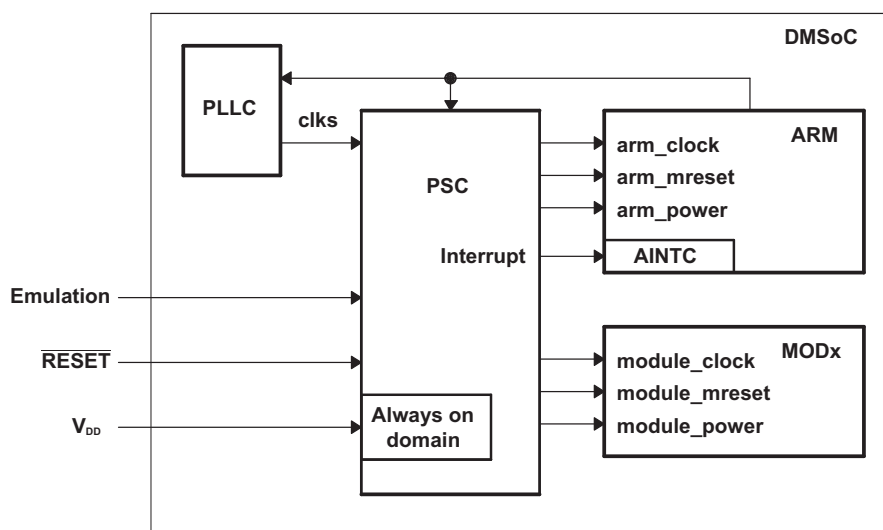 DMSoC
PLLC
clks
ARM
arm_clock
PSC
arm_mreset
arm_power
Interrupt
AINTC
Emulation
RESET
MODx
module_clock
module_mreset
Always on
domain
module_power
VDD